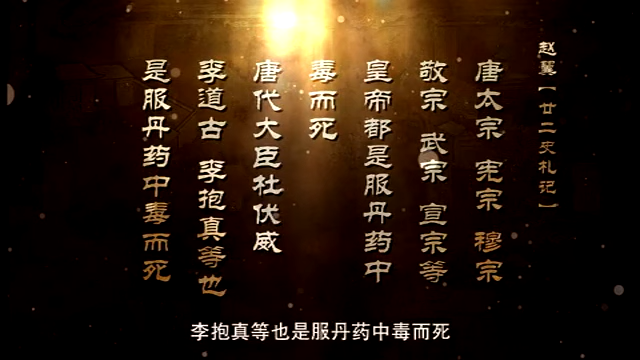 赵翼【廿二史札记】
唐太宗 宪宗 穆宗
敬宗 武宗 宣宗等
皇帝都是服丹药中
毒而死
唐代大臣杜伏威
李道古 李抱真等也
是服丹药中毒而死
李抱真等也是服丹药中毒而死